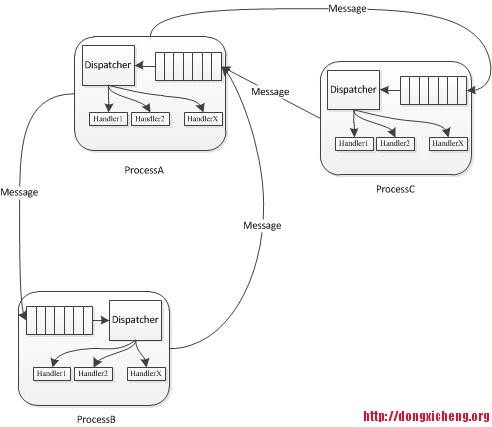 Message
Dispatcher
Handler1
Handler2
HandlerX
ProcessA
Message
Dispatcher
Handler1
Handler2
HandlerX
ProcessC
Message
Message
Dispatcher
Handler1
Handler2
HandlerX
ProcessB
http://dongxicheng.org